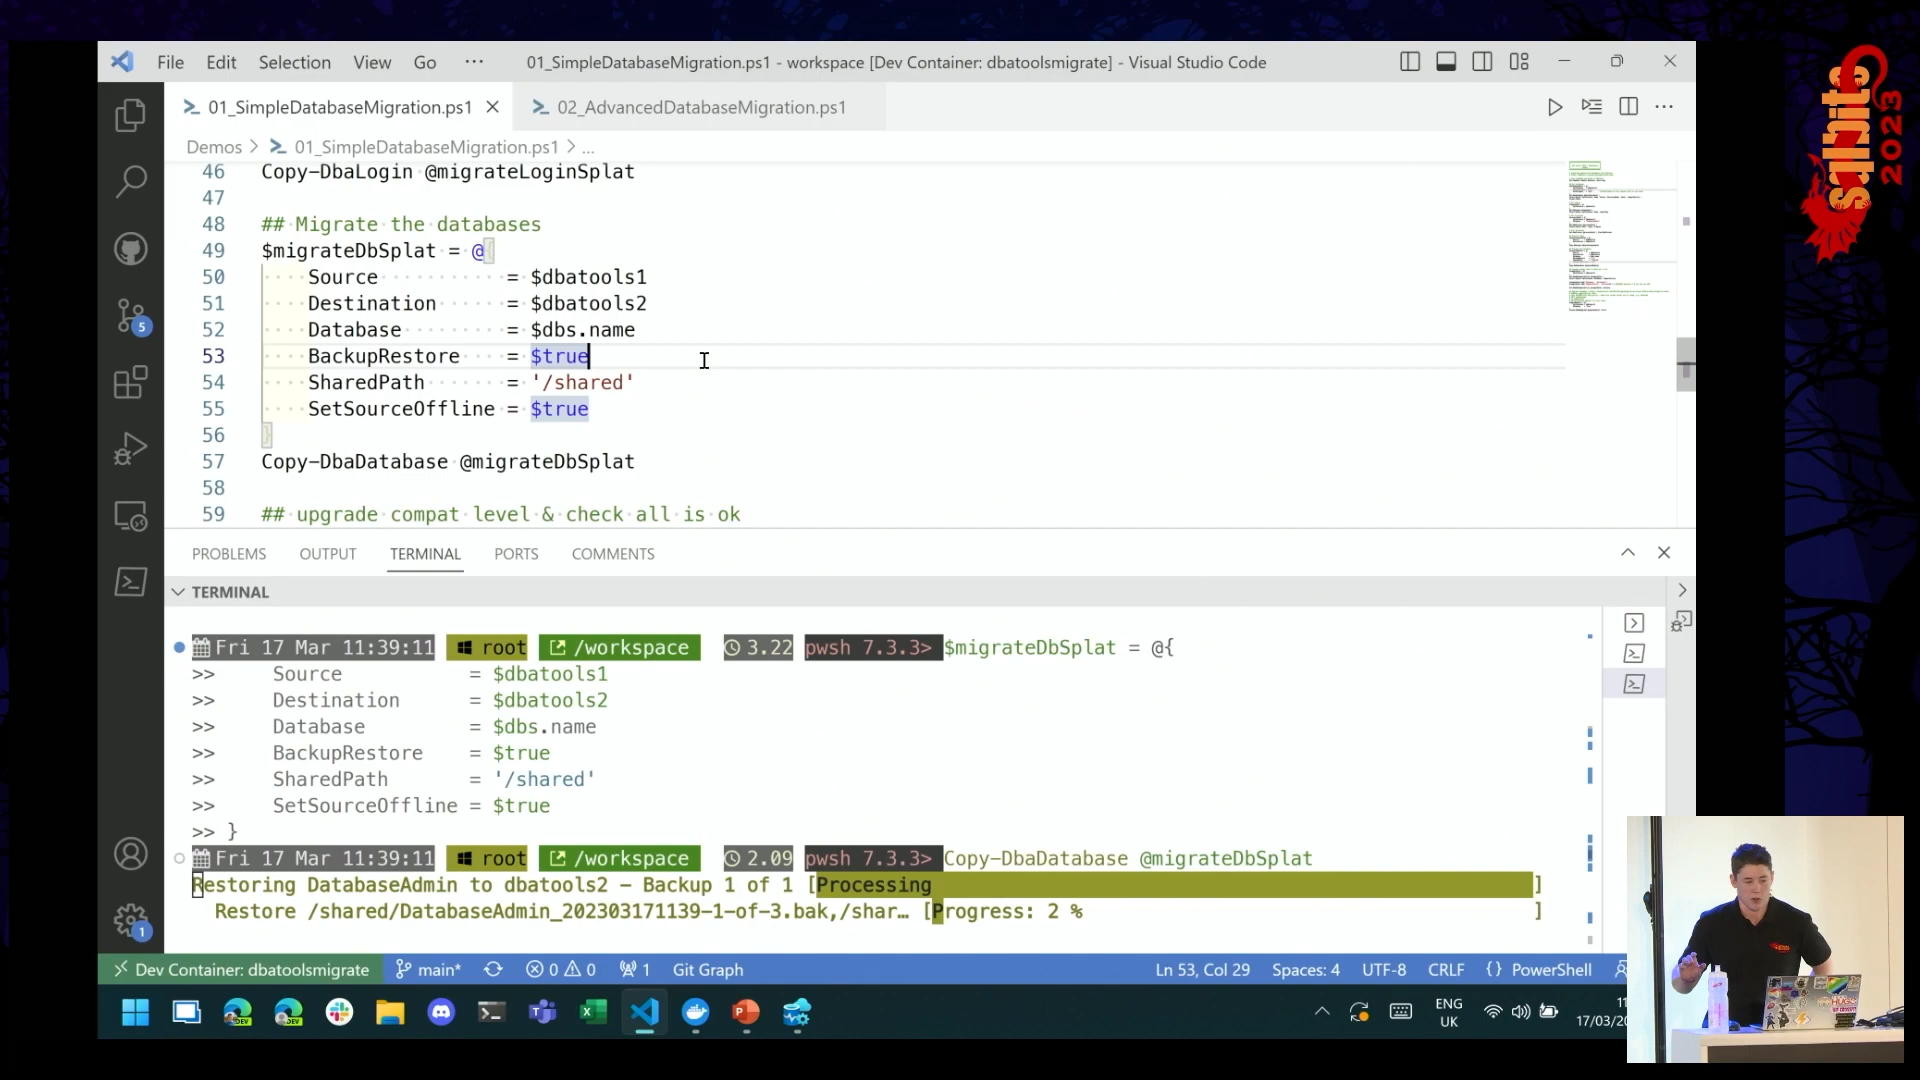 File Edit Selection View Go ··· 01_SimpleDatabaseMigration.ps1 - workspace [Dev Container: dbatoolsmigrate] - Visual Studio Code
01_SimpleDatabaseMigration.ps1 02_AdvancedDatabaseMigration.ps1
Demos > 01_SimpleDatabaseMigration.ps1 > ...
46 Copy-DbaLogin @migrateLoginSplat
47
48 ## Migrate the databases
49 $migrateDbSplat = @{
50 Source = $dbatools1
51 Destination = $dbatools2
52 Database = $dbs.name
53 BackupRestore = $true
54 SharedPath = '/shared'
55 SetSourceOffline = $true
56 }
57 Copy-DbaDatabase @migrateDbSplat
58
59 ## upgrade compat level & check all is ok
PROBLEMS OUTPUT TERMINAL PORTS COMMENTS
TERMINAL
Fri 17 Mar 11:39:11 root /workspace 3.22 pwsh 7.3.3> $migrateDbSplat = @{
>> Source = $dbatools1
>> Destination = $dbatools2
>> Database = $dbs.name
>> BackupRestore = $true
>> SharedPath = '/shared'
>> SetSourceOffline = $true
>> }
Fri 17 Mar 11:39:11 root /workspace 2.09 pwsh 7.3.3> Copy-DbaDatabase @migrateDbSplat
Restoring DatabaseAdmin to dbatools2 - Backup 1 of 1 [Processing ]
Restore /shared/DatabaseAdmin_202303171139-1-of-3.bak,/shar… [Progress: 2 % ]
5
1
Dev Container: dbatoolsmigrate main* 0 0 1 Git Graph Ln 53, Col 29 Spaces: 4 UTF-8 CRLF {} PowerShell
DEV DEV
ENG
UK
17/03/20
sqlbits
2023